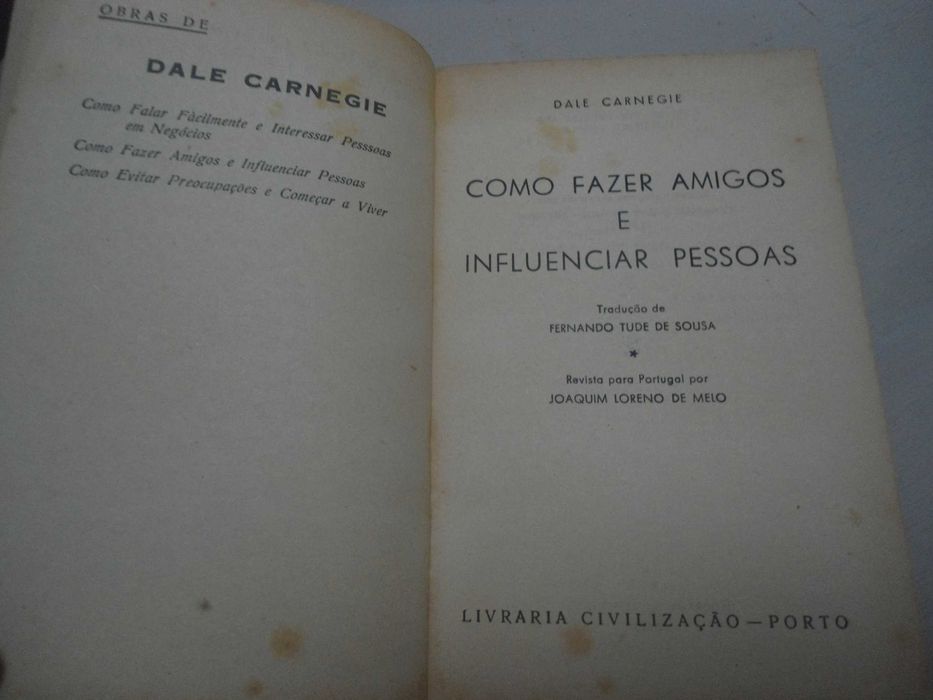 OBRAS DE
DALE CARNEGIE
Como Falar Fàcilmente e Interessar Pesssoas
em Negócios
Como Fazer Amigos e Influenciar Pessoas
Como Evitar Preocupações e Começar a Viver
DALE CARNEGIE
COMO FAZER AMIGOS
E
INFLUENCIAR PESSOAS
Tradução de
FERNANDO TUDE DE SOUSA
*
Revista para Portugal por
JOAQUIM LORENO DE MELO
LIVRARIA CIVILIZAÇÃO — PORTO